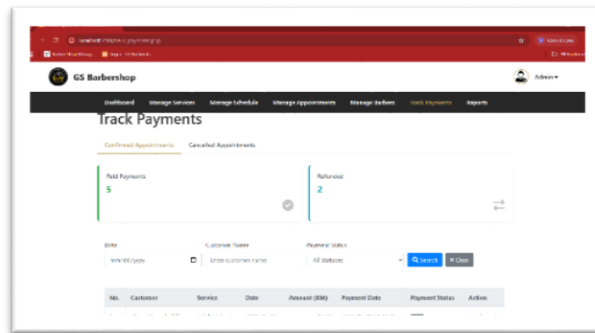 GS Barbershop
Admin
Dashboard Manage Services Manage Schedule Manage Appointments Manage Barbers Track Payments Reports
Track Payments
Confirmed Appointments Cancelled Appointments
Paid Payments
5
Refunded
2
Date Customer Name Payment Status
mm/dd/yyyy Enter customer name All Statuses Search Clear
No. Customer Service Date Amount (RM) Payment Date Payment Status Action